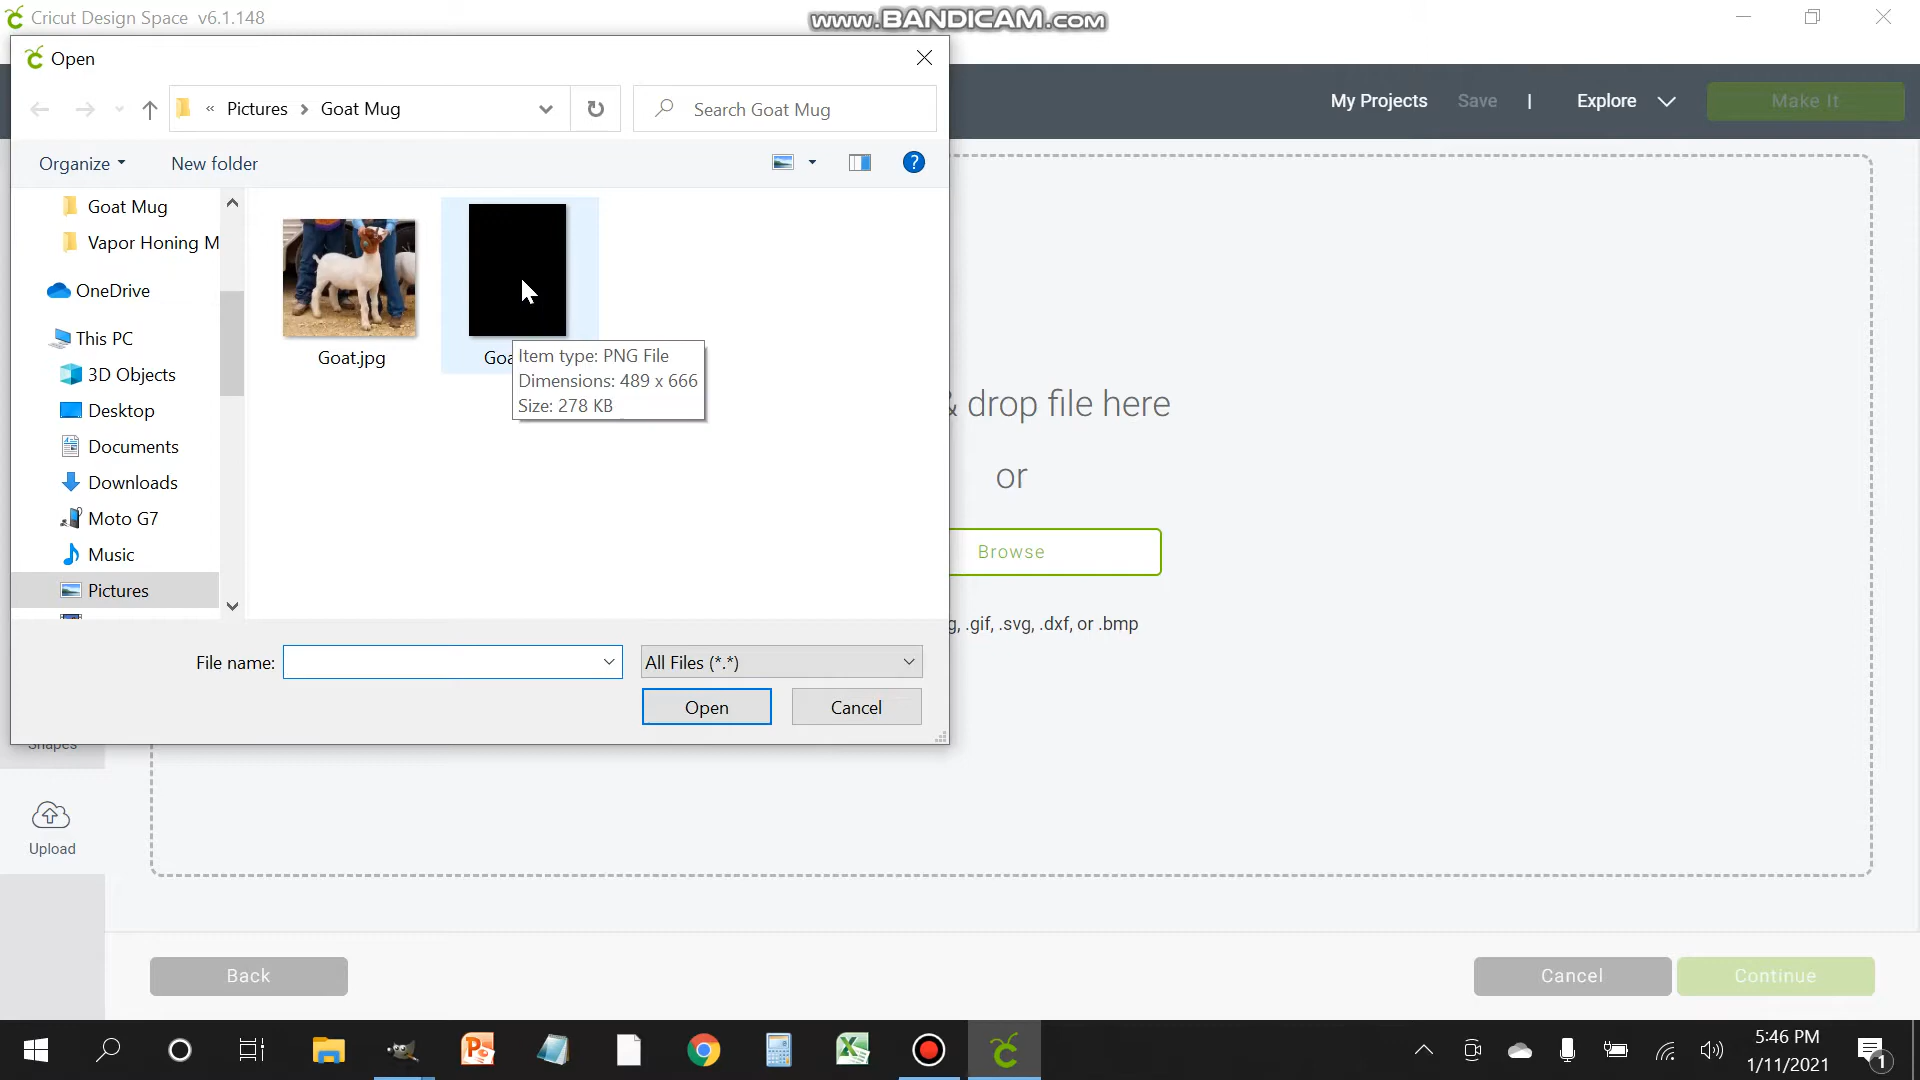 Cricut Design Space v6.1.148
www.BANDICAM.com
Open
« Pictures > Goat Mug
Search Goat Mug
My Projects
Save
|
Explore
Make It
Organize
New folder
Goat Mug
Vapor Honing M
OneDrive
This PC
3D Objects
Desktop
Documents
Downloads
Moto G7
Music
Pictures
Goat.jpg
Goa
Item type: PNG File
Dimensions: 489 x 666
Size: 278 KB
& drop file here
or
Browse
g, .gif, .svg, .dxf, or .bmp
File name:
All Files (*.*)
Open
Cancel
Shapes
Upload
Back
Cancel
Continue
5:46 PM
1/11/2021
1